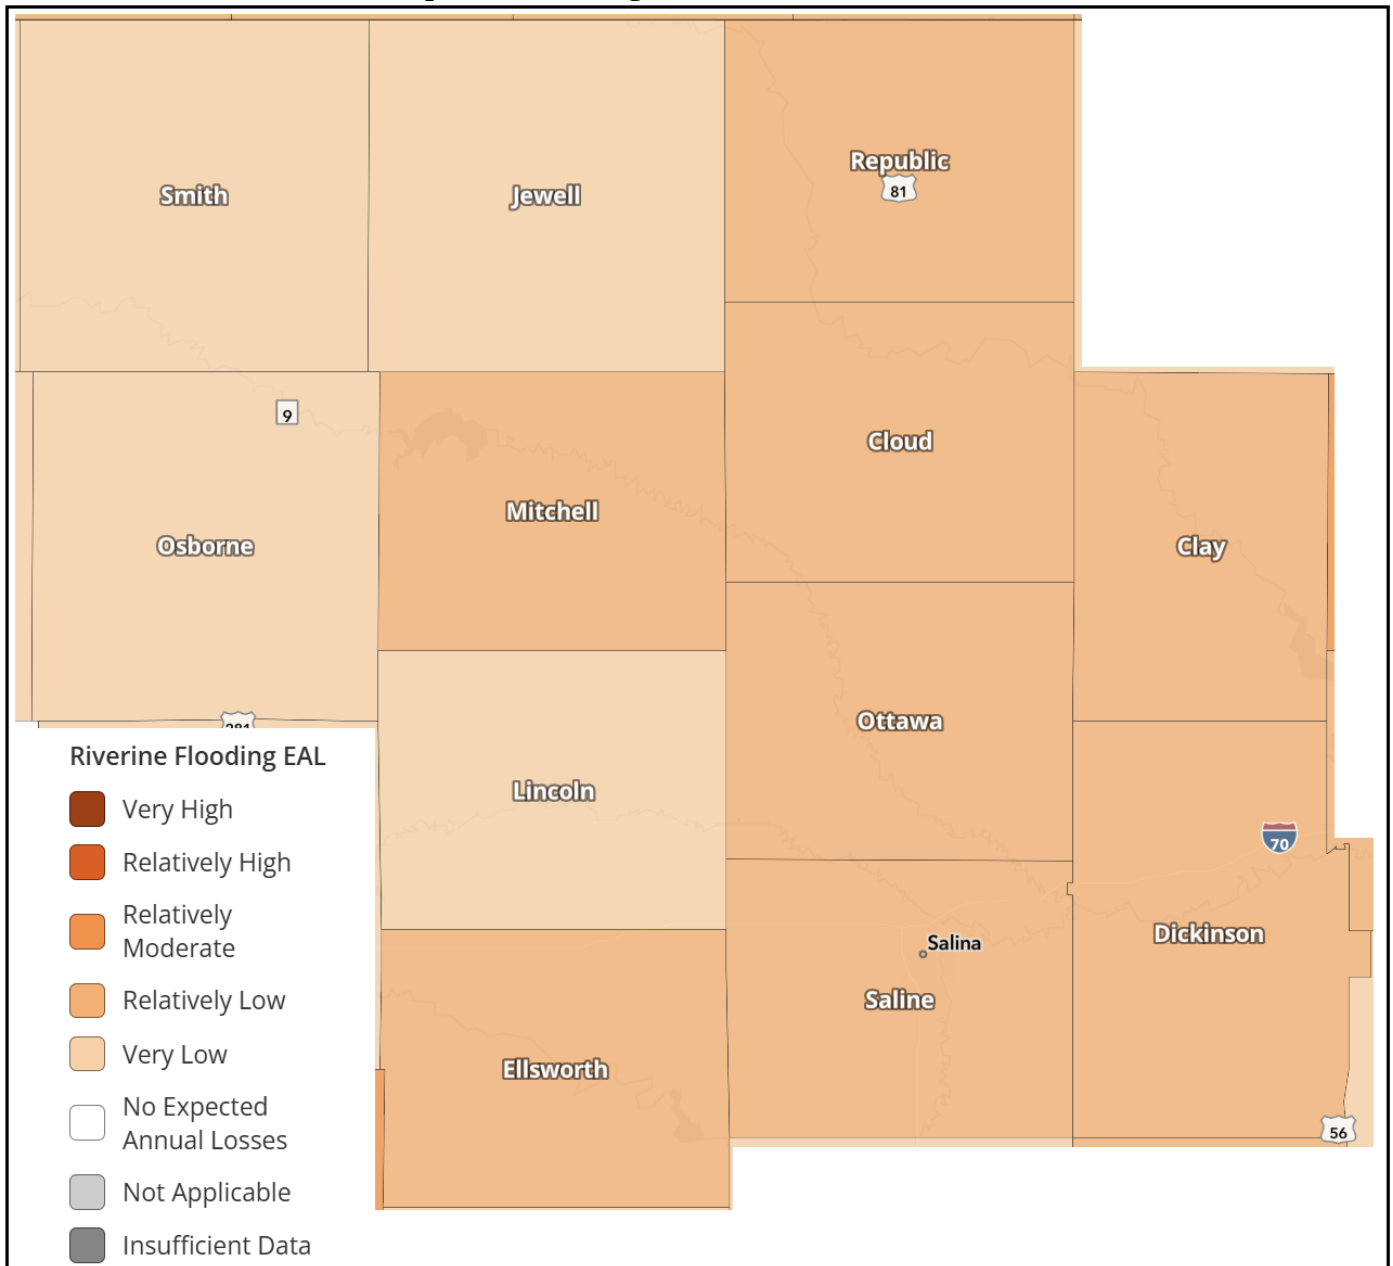 Republic
81
Smith
Jewell
9
Cloud
Mitchell
Osborne
Clay
Ottawa
Riverine Flooding EAL
Lincoln
Very High
70
Relatively High
Relatively
Moderate
Dickinson
Salina
Saline
Relatively Low
Very Low
Ellsworth
No Expected
Annual Losses
56
Not Applicable
Insufficient Data